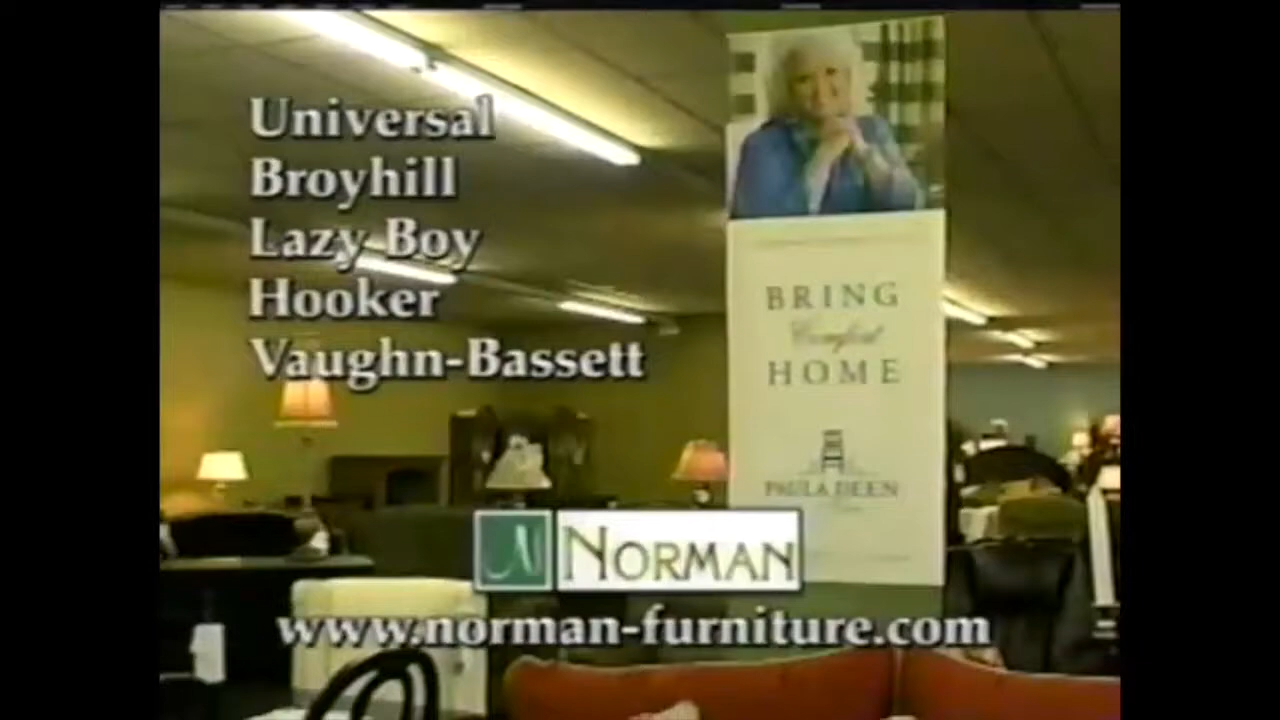 Universal
Broyhill
Lazy Boy
Hooker
Vaughn-Bassett
BRING
Comfort
HOME
PAULA DEEN
N NORMAN
www.norman-furniture.com